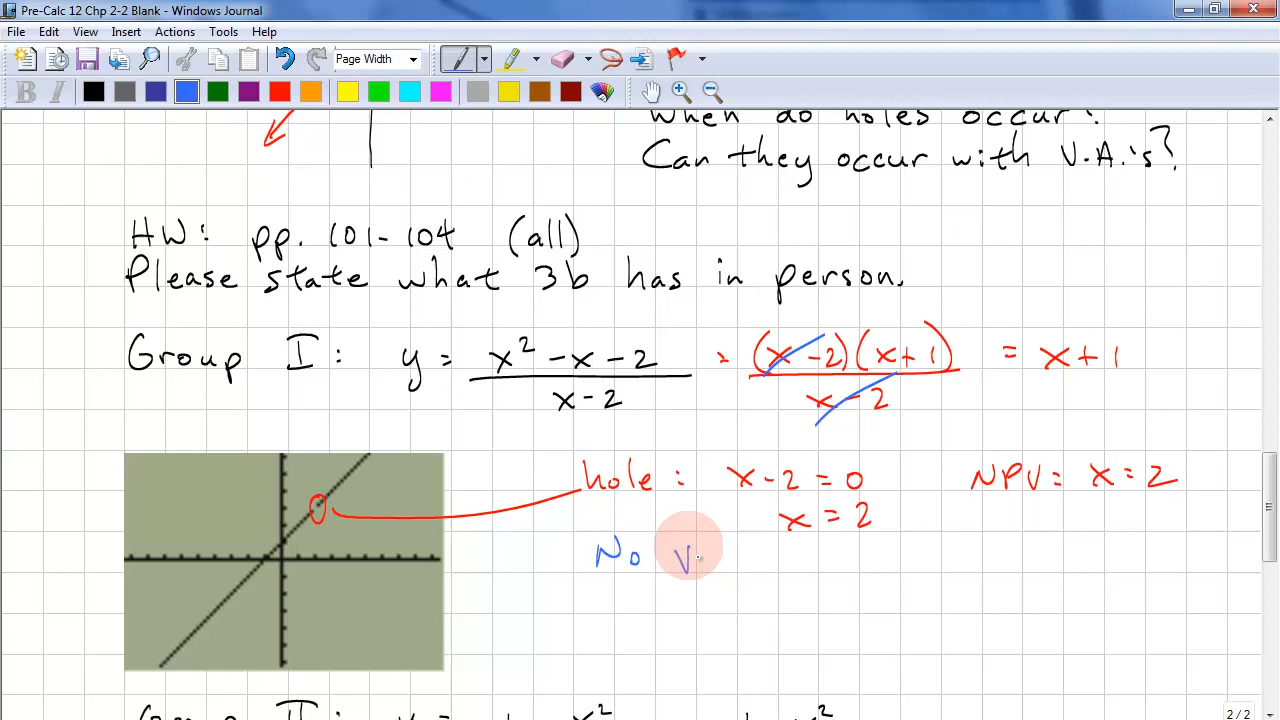 Pre-Calc 12 Chp 2-2 Blank - Windows Journal
File Edit View Insert Actions Tools Help
Page Width
B I
When do holes occur?
Can they occur with V.A.'s?
HW: pp. 101-104 (all)
Please state what 3b has in person.
Group I: y = x² - x - 2 / x - 2 = (x - 2)(x + 1) / x - 2 = x + 1
hole: x - 2 = 0 NPV: x = 2
x = 2
No V.
Group II: y =
2/2